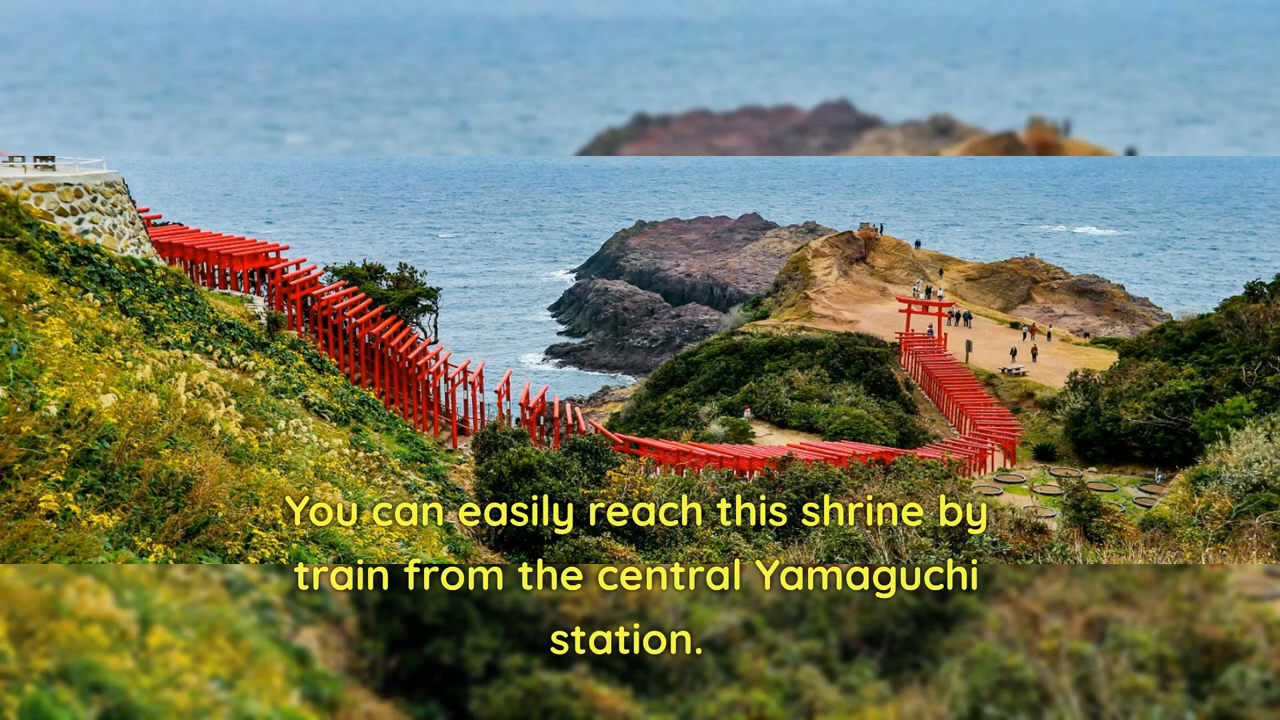 You can easily reach this shrine by
train from the central Yamaguchi
station.